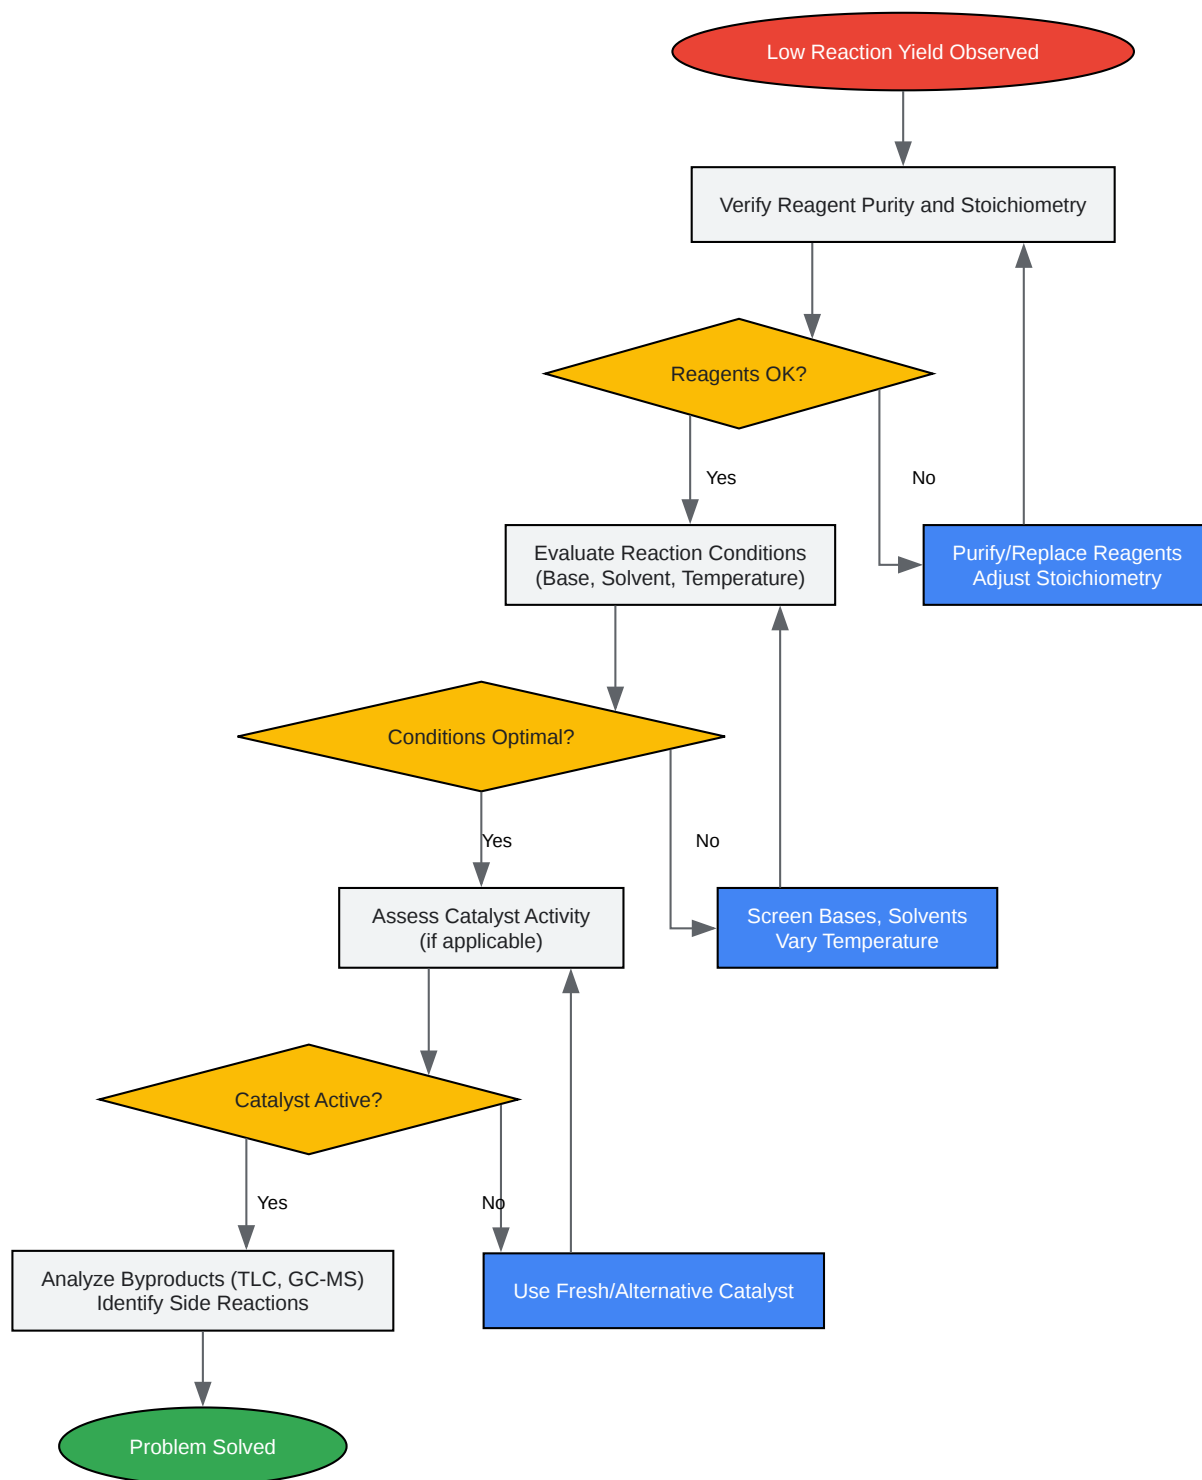 Low Reaction Yield Observed
Verify Reagent Purity and Stoichiometry
Reagents OK?
Yes
No
Evaluate Reaction Conditions
(Base, Solvent, Temperature)
Purify/Replace Reagents
Adjust Stoichiometry
Conditions Optimal?
Yes
No
Assess Catalyst Activity
(if applicable)
Screen Bases, Solvents
Vary Temperature
Catalyst Active?
Yes
No
Analyze Byproducts (TLC, GC-MS)
Identify Side Reactions
Use Fresh/Alternative Catalyst
Problem Solved